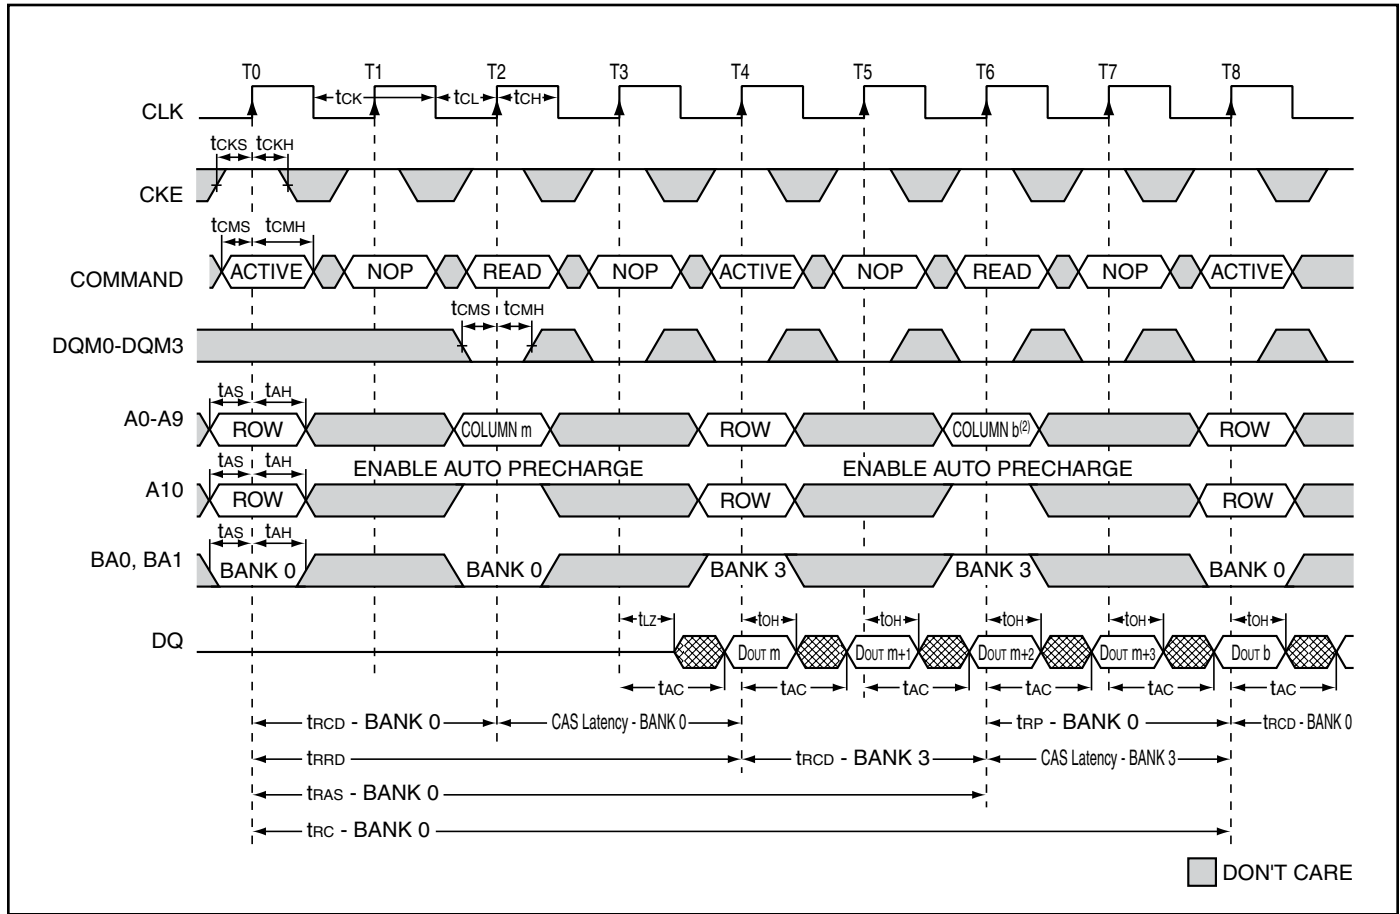 T0 T1 T2 T3 T4 T5 T6 T7 T8
CLK tCK tCL tCH
tCKS tCKH
CKE
tCMS tCMH
COMMAND ACTIVE NOP READ NOP ACTIVE NOP READ NOP ACTIVE
tCMS tCMH
DQM0-DQM3
tAS tAH
A0-A9 ROW COLUMN m ROW COLUMN b(2) ROW
tAS tAH ENABLE AUTO PRECHARGE ENABLE AUTO PRECHARGE
A10 ROW ROW ROW
tAS tAH
BA0, BA1 BANK 0 BANK 0 BANK 3 BANK 3 BANK 0
tLZ tOH tOH tOH tOH tOH
DQ DOUT m DOUT m+1 DOUT m+2 DOUT m+3 DOUT b
tAC tAC tAC tAC tAC tAC
tRCD - BANK 0 CAS Latency - BANK 0 tRP - BANK 0 tRCD - BANK 0
tRRD tRCD - BANK 3 CAS Latency - BANK 3
tRAS - BANK 0
tRC - BANK 0
DON'T CARE